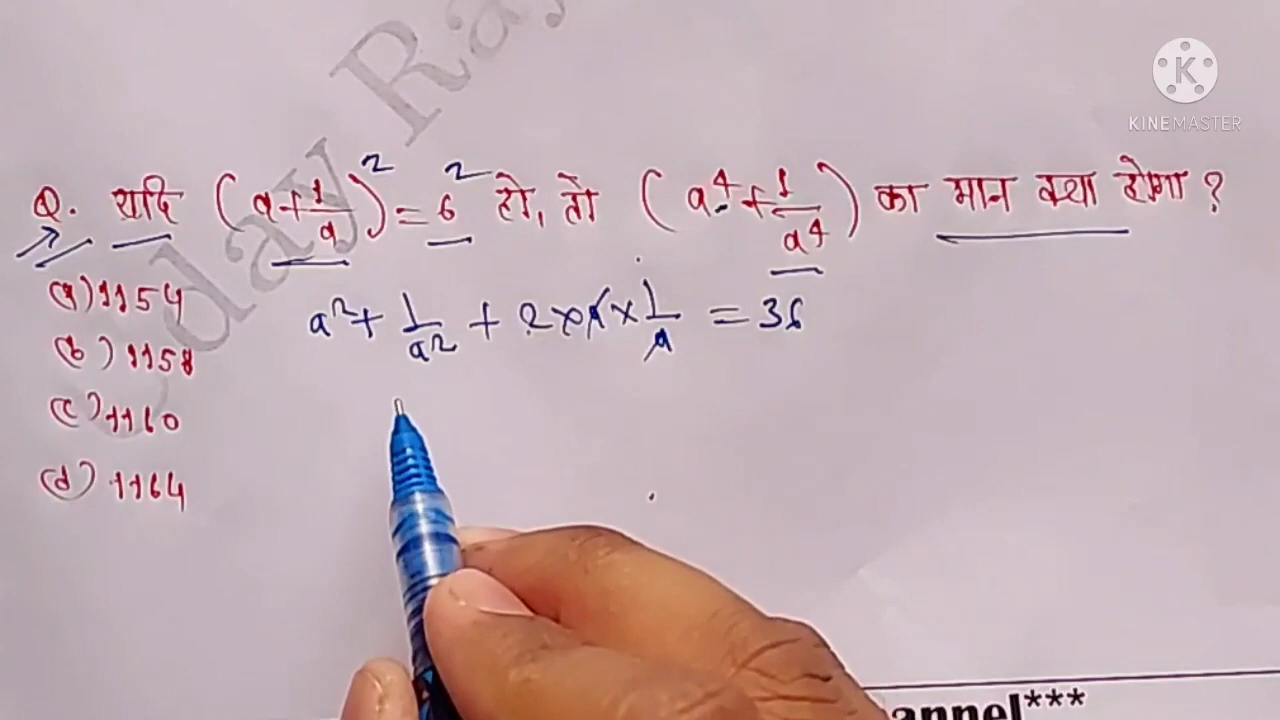 KINEMASTER
Q. यदि (a+1/a)² = 6² हो, तो (a⁴+1/a⁴) का मान क्या होगा ?
(a) 1154
a²+ 1/a² + 2×a×1/a = 36
(b) 1158
(c) 1160
(d) 1164
annel***